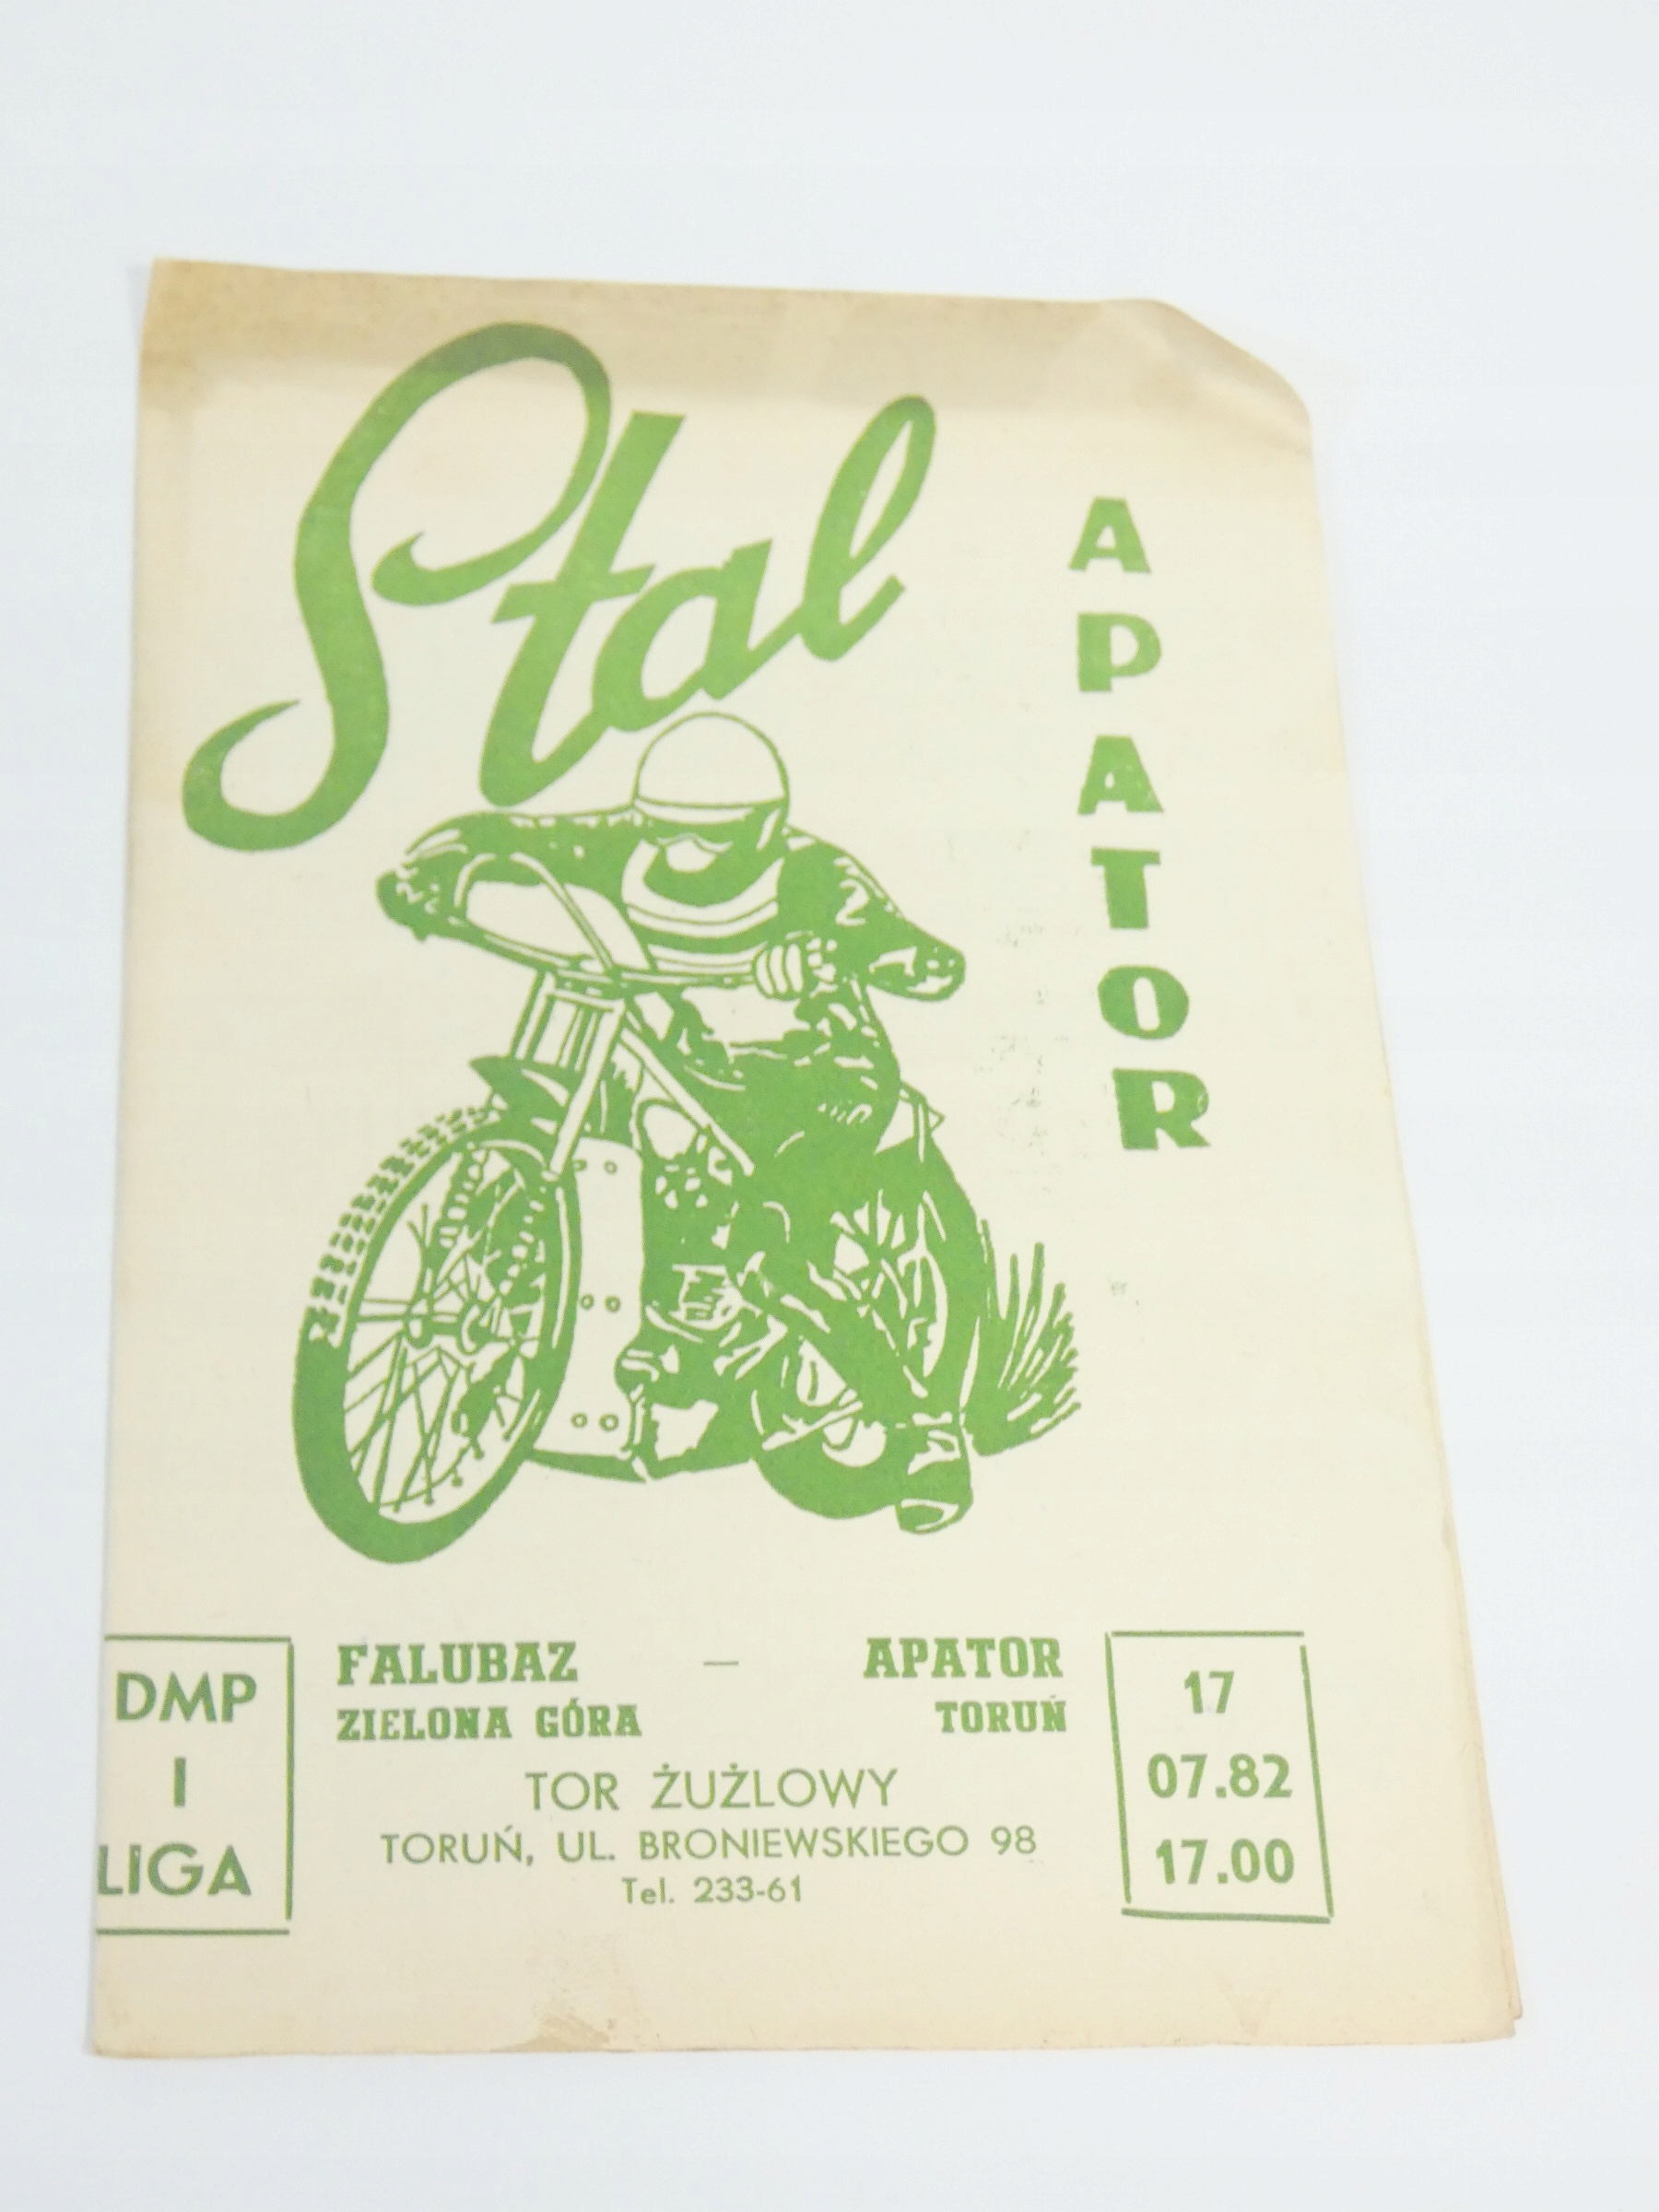 Stal
APATOR
DMP
I
LIGA
FALUBAZ — APATOR
ZIELONA GÓRA TORUŃ
TOR ŻUŻLOWY
TORUŃ, UL. BRONIEWSKIEGO 98
Tel. 233-61
17
07.82
17.00